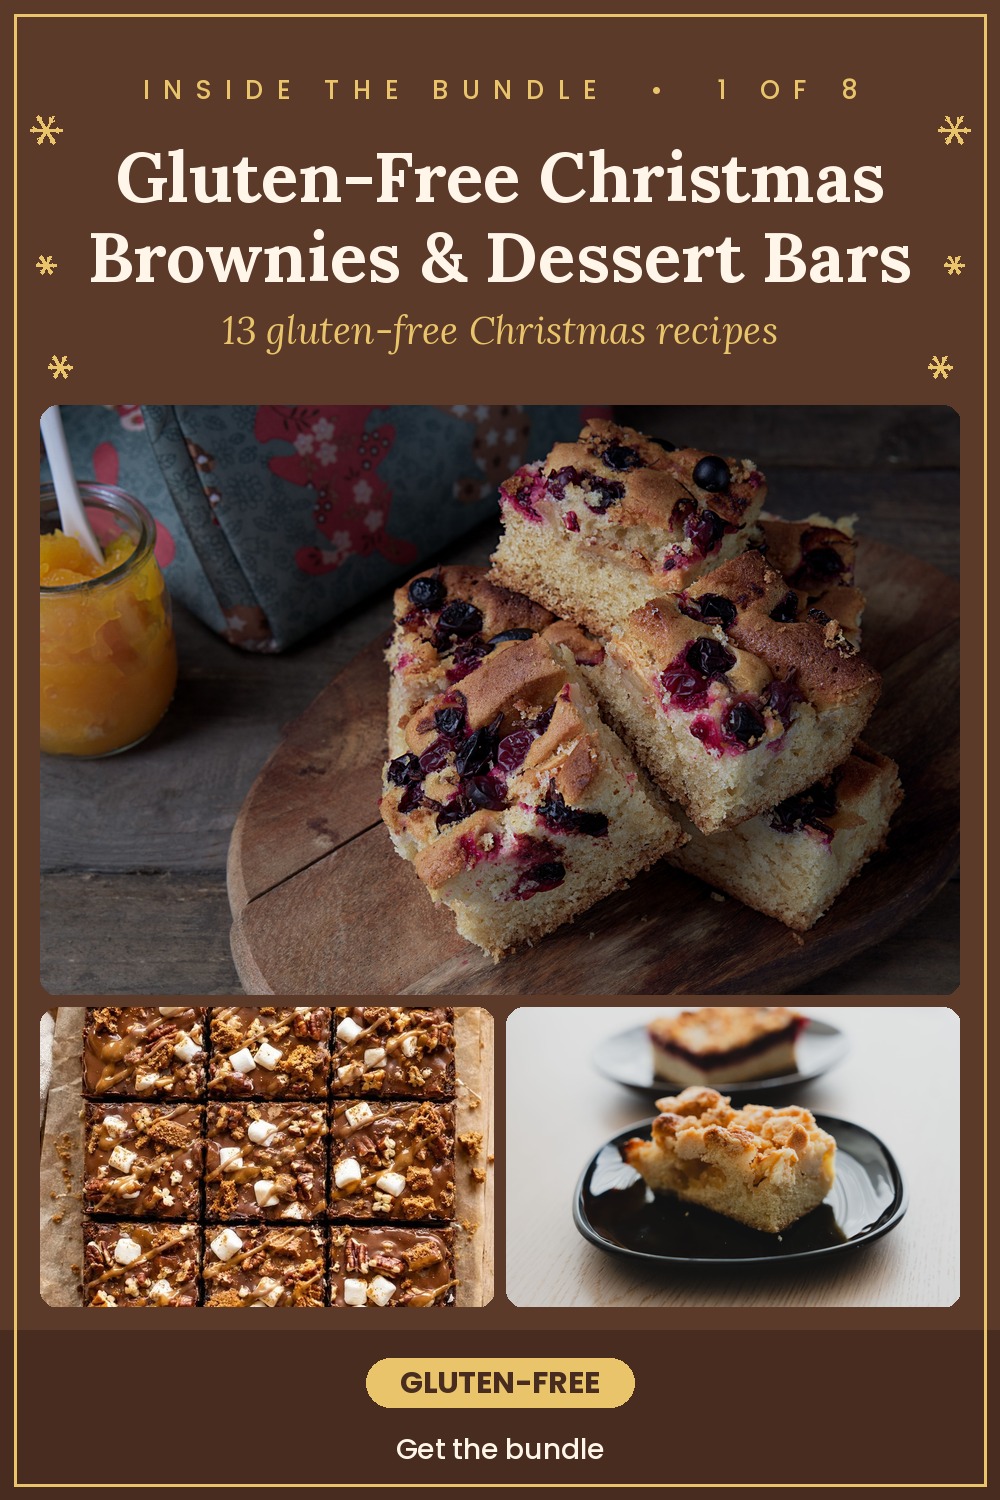 INSIDE THE BUNDLE • 1 OF 8
Gluten-Free Christmas
Brownies & Dessert Bars
13 gluten-free Christmas recipes
GLUTEN-FREE
Get the bundle